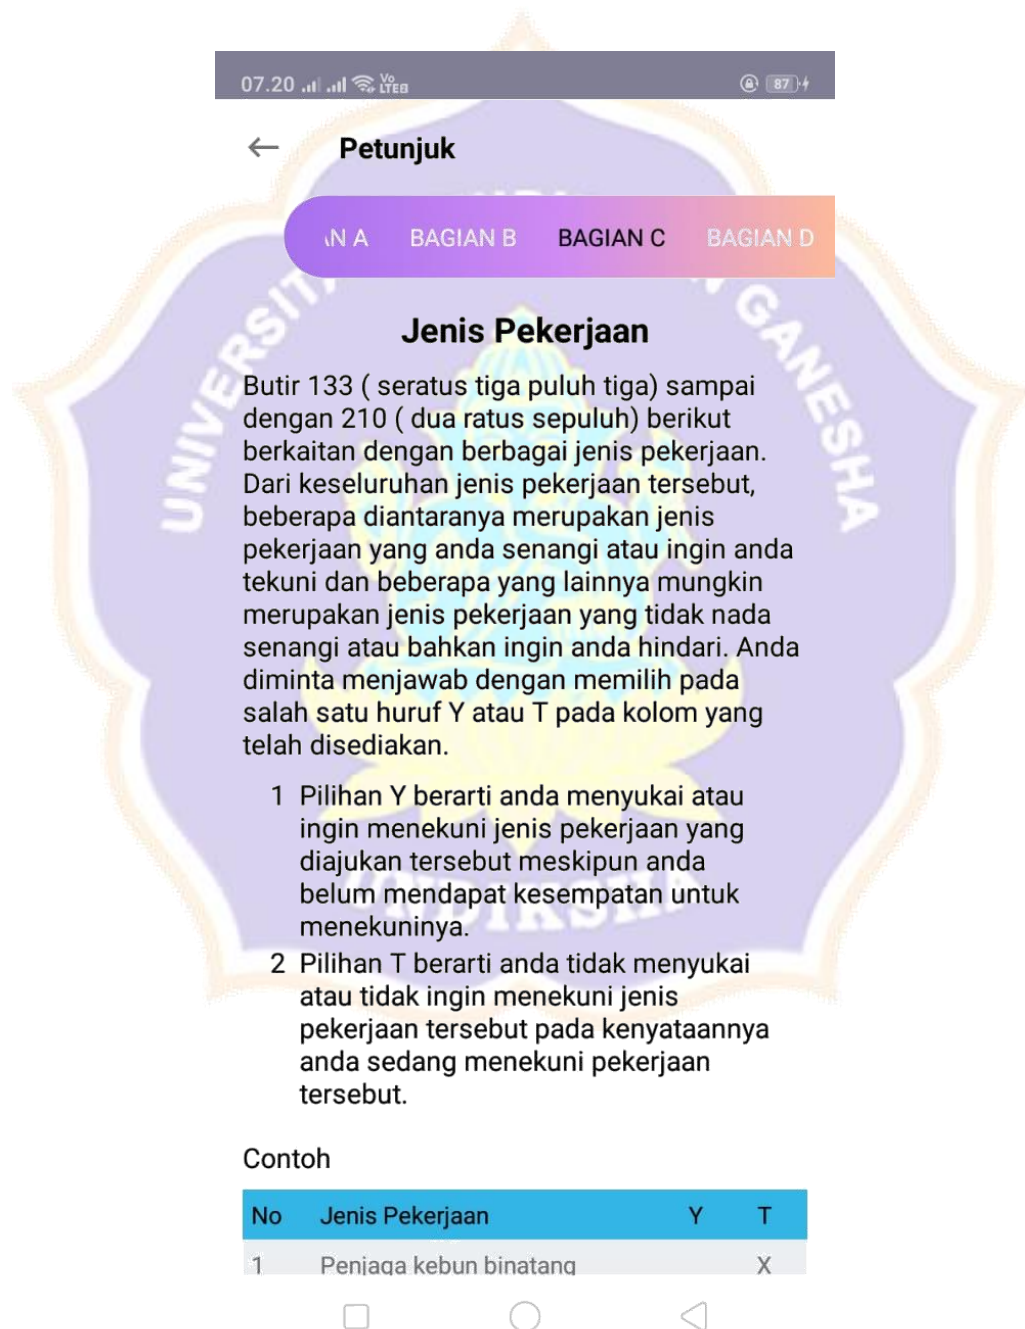 07.20 Vo LTE
87
Petunjuk
N A BAGIAN B BAGIAN C BAGIAN D
Jenis Pekerjaan
Butir 133 ( seratus tiga puluh tiga) sampai
dengan 210 ( dua ratus sepuluh) berikut
berkaitan dengan berbagai jenis pekerjaan.
Dari keseluruhan jenis pekerjaan tersebut,
beberapa diantaranya merupakan jenis
pekerjaan yang anda senangi atau ingin anda
tekuni dan beberapa yang lainnya mungkin
merupakan jenis pekerjaan yang tidak nada
senangi atau bahkan ingin anda hindari. Anda
diminta menjawab dengan memilih pada
salah satu huruf Y atau T pada kolom yang
telah disediakan.
1 Pilihan Y berarti anda menyukai atau
ingin menekuni jenis pekerjaan yang
diajukan tersebut meskipun anda
belum mendapat kesempatan untuk
menekuninya.
2 Pilihan T berarti anda tidak menyukai
atau tidak ingin menekuni jenis
pekerjaan tersebut pada kenyataannya
anda sedang menekuni pekerjaan
tersebut.
Contoh
No Jenis Pekerjaan Y T
1 Penjaga kebun binatang X
GANESHA
UNDIKSHA